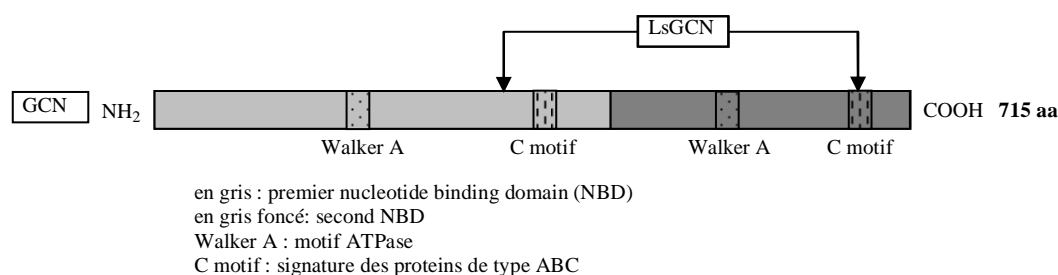 LsGCN
GCN NH₂ COOH 715 aa
Walker A C motif Walker A C motif
en gris : premier nucleotide binding domain (NBD)
en gris foncé: second NBD
Walker A : motif ATPase
C motif : signature des proteins de type ABC